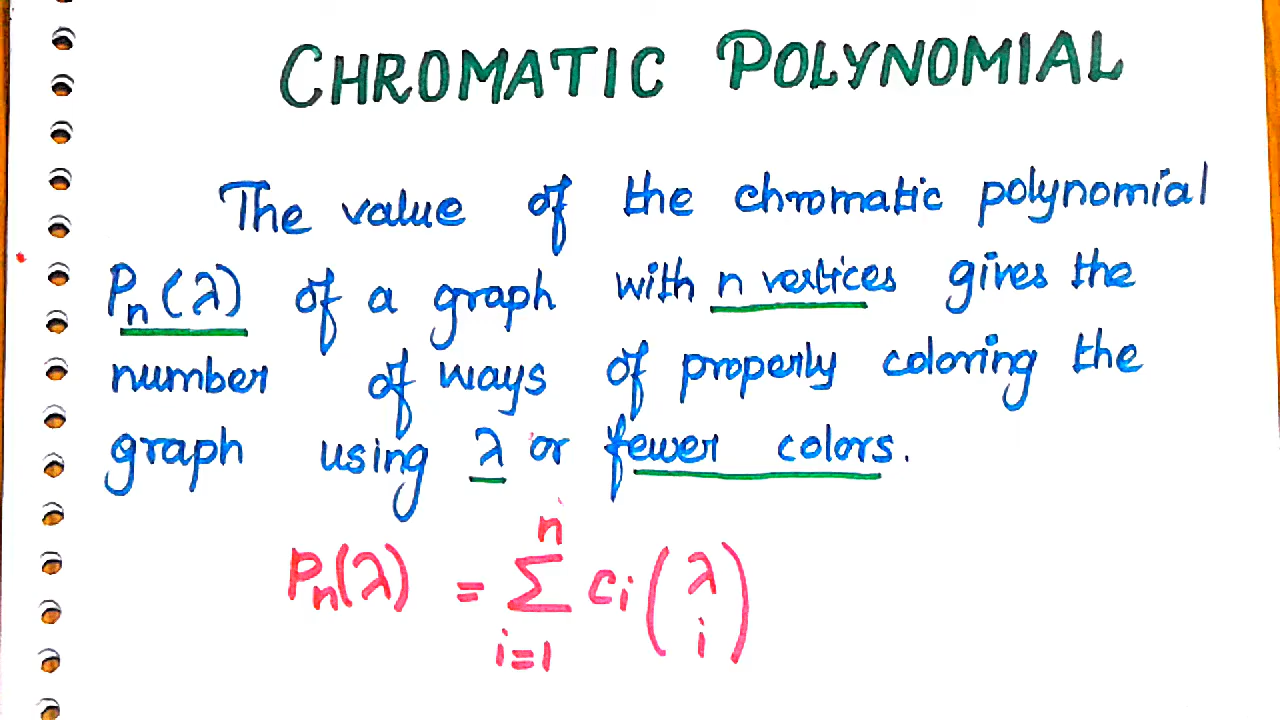 CHROMATIC POLYNOMIAL
The value of the chromatic polynomial
Pn(λ) of a graph with n vertices gives the
number of ways of properly coloring the
graph using λ or fewer colors.
Pn(λ) = ∑_{i=1}^{n} ci (λ i)